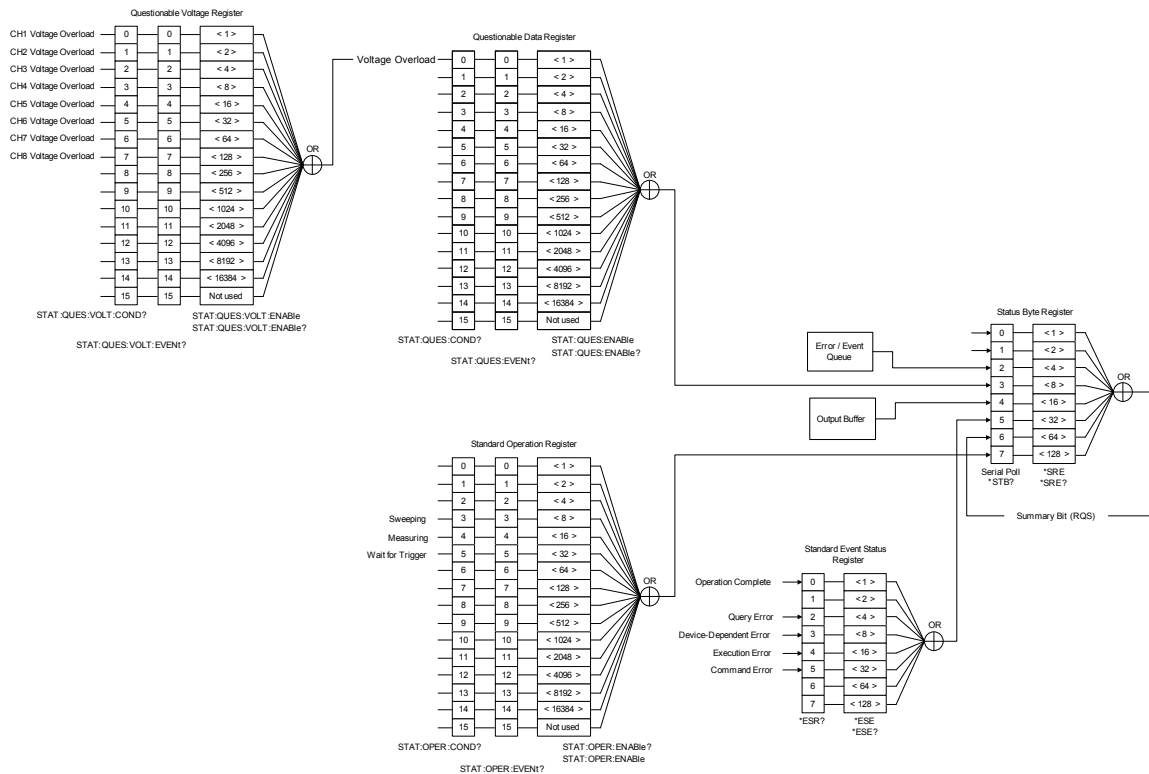 Questionable Voltage Register
CH1 Voltage Overload 0 0 < 1 >
CH2 Voltage Overload 1 1 < 2 >
CH3 Voltage Overload 2 2 < 4 >
CH4 Voltage Overload 3 3 < 8 >
CH5 Voltage Overload 4 4 < 16 >
CH6 Voltage Overload 5 5 < 32 >
CH7 Voltage Overload 6 6 < 64 >
CH8 Voltage Overload 7 7 < 128 >
8 8 < 256 >
9 9 < 512 >
10 10 < 1024 >
11 11 < 2048 >
12 12 < 4096 >
13 13 < 8192 >
14 14 < 16384 >
15 15 Not used
OR
STAT:QUES:VOLT:COND?
STAT:QUES:VOLT:EVENt?
STAT:QUES:VOLT:ENABle
STAT:QUES:VOLT:ENABle?
Questionable Data Register
Voltage Overload 0 0 < 1 >
1 1 < 2 >
2 2 < 4 >
3 3 < 8 >
4 4 < 16 >
5 5 < 32 >
6 6 < 64 >
7 7 < 128 >
8 8 < 256 >
9 9 < 512 >
10 10 < 1024 >
11 11 < 2048 >
12 12 < 4096 >
13 13 < 8192 >
14 14 < 16384 >
15 15 Not used
OR
STAT:QUES:COND?
STAT:QUES:EVENt?
STAT:QUES:ENABle
STAT:QUES:ENABle?
Standard Operation Register
0 0 < 1 >
1 1 < 2 >
2 2 < 4 >
Sweeping 3 3 < 8 >
Measuring 4 4 < 16 >
Wait for Trigger 5 5 < 32 >
6 6 < 64 >
7 7 < 128 >
8 8 < 256 >
9 9 < 512 >
10 10 < 1024 >
11 11 < 2048 >
12 12 < 4096 >
13 13 < 8192 >
14 14 < 16384 >
15 15 Not used
OR
STAT:OPER:COND?
STAT:OPER:EVENt?
STAT:OPER:ENABle?
STAT:OPER:ENABle
Error / Event
Queue
Output Buffer
Status Byte Register
0 < 1 >
1 < 2 >
2 < 4 >
3 < 8 >
4 < 16 >
5 < 32 >
6 < 64 >
7 < 128 >
OR
Serial Poll
*STB?
*SRE
*SRE?
Summary Bit (RQS)
Standard Event Status
Register
Operation Complete 0 < 1 >
1 < 2 >
Query Error 2 < 4 >
Device-Dependent Error 3 < 8 >
Execution Error 4 < 16 >
Command Error 5 < 32 >
6 < 64 >
7 < 128 >
OR
*ESR?
*ESE
*ESE?